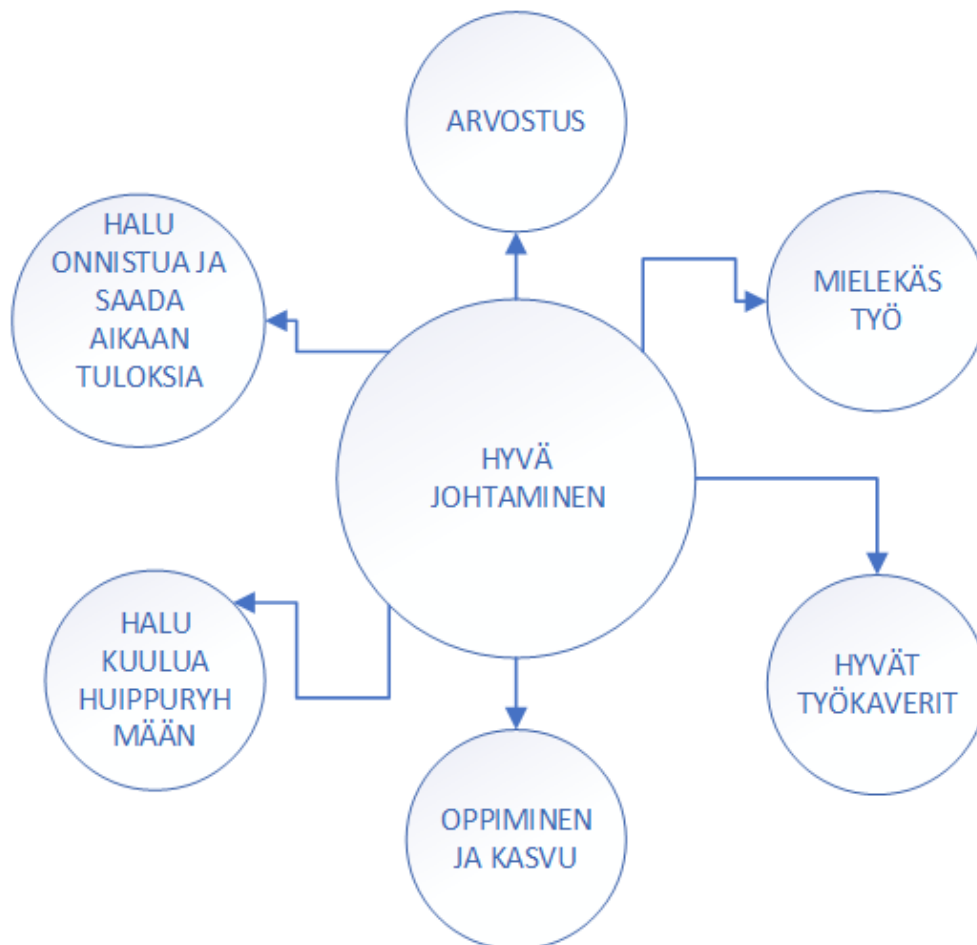 ARVOSTUS
HALU
ONNISTUA JA
SAADA
AIKAAN
TULOKSIA
MIELEKÄS
TYÖ
HYVÄ
JOHTAMINEN
HALU
KUULUA
HUIPPURYH
MÄÄN
HYVÄT
TYÖKAVERIT
OPPIMINEN
JA KASVU